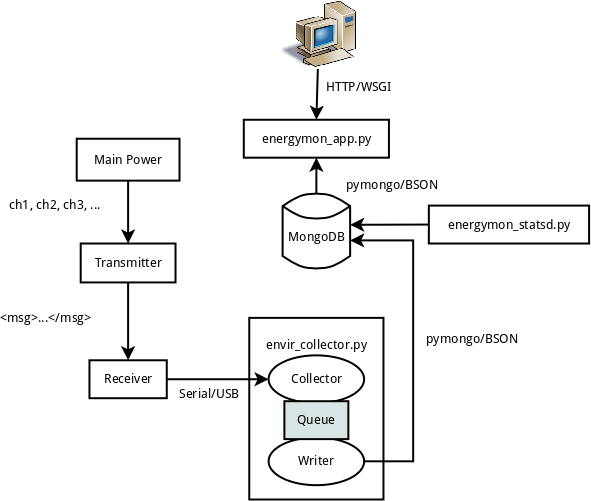 HTTP/WSGI
energymon_app.py
Main Power
pymongo/BSON
ch1, ch2, ch3, ...
MongoDB
energymon_statsd.py
Transmitter
<msg>...</msg>
envir_collector.py
pymongo/BSON
Receiver
Collector
Serial/USB
Queue
Writer